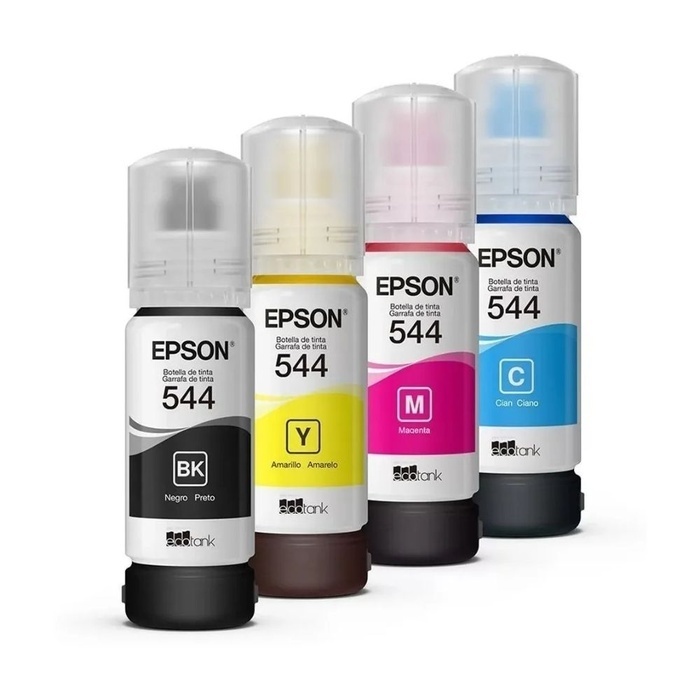 EPSON®
Botella de tinta
Garrafa de tinta
544
BK
Negro Preto
ecotank
EPSON®
Botella de tinta
Garrafa de tinta
544
Y
Amarillo Amarelo
ecotank
EPSON®
Botella de tinta
Garrafa de tinta
544
M
Magenta
ecotank
EPSON®
Botella de tinta
Garrafa de tinta
544
C
Cian Ciano
ecotank